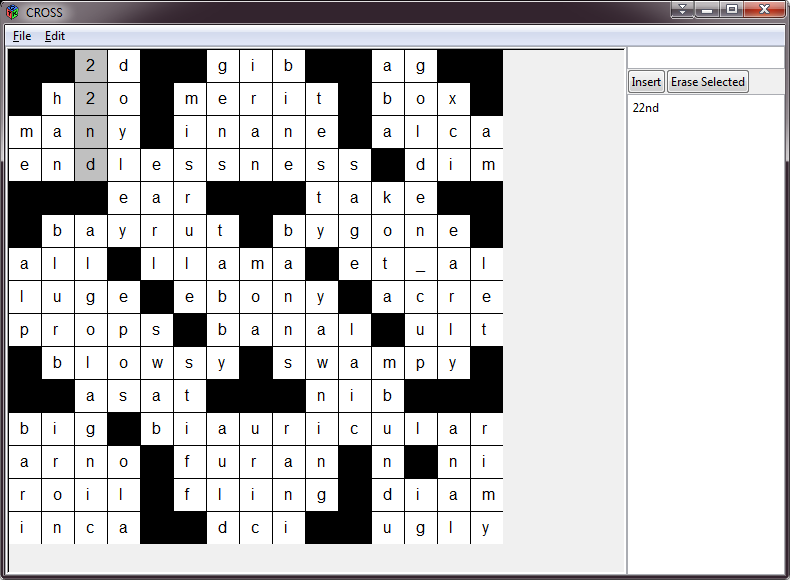 CROSS
File Edit
2 d g i b a g
h 2 o m e r i t b o x
Insert Erase Selected
m a n y i n a n e a l c a
22nd
e n d l e s s n e s s d i m
e a r t a k e
b a y r u t b y g o n e
a l l l l a m a e t _ a l
l u g e e b o n y a c r e
p r o p s b a n a l u l t
b l o w s y s w a m p y
a s a t n i b
b i g b i a u r i c u l a r
a r n o f u r a n n n i
r o i l f l i n g d i a m
i n c a d c i u g l y